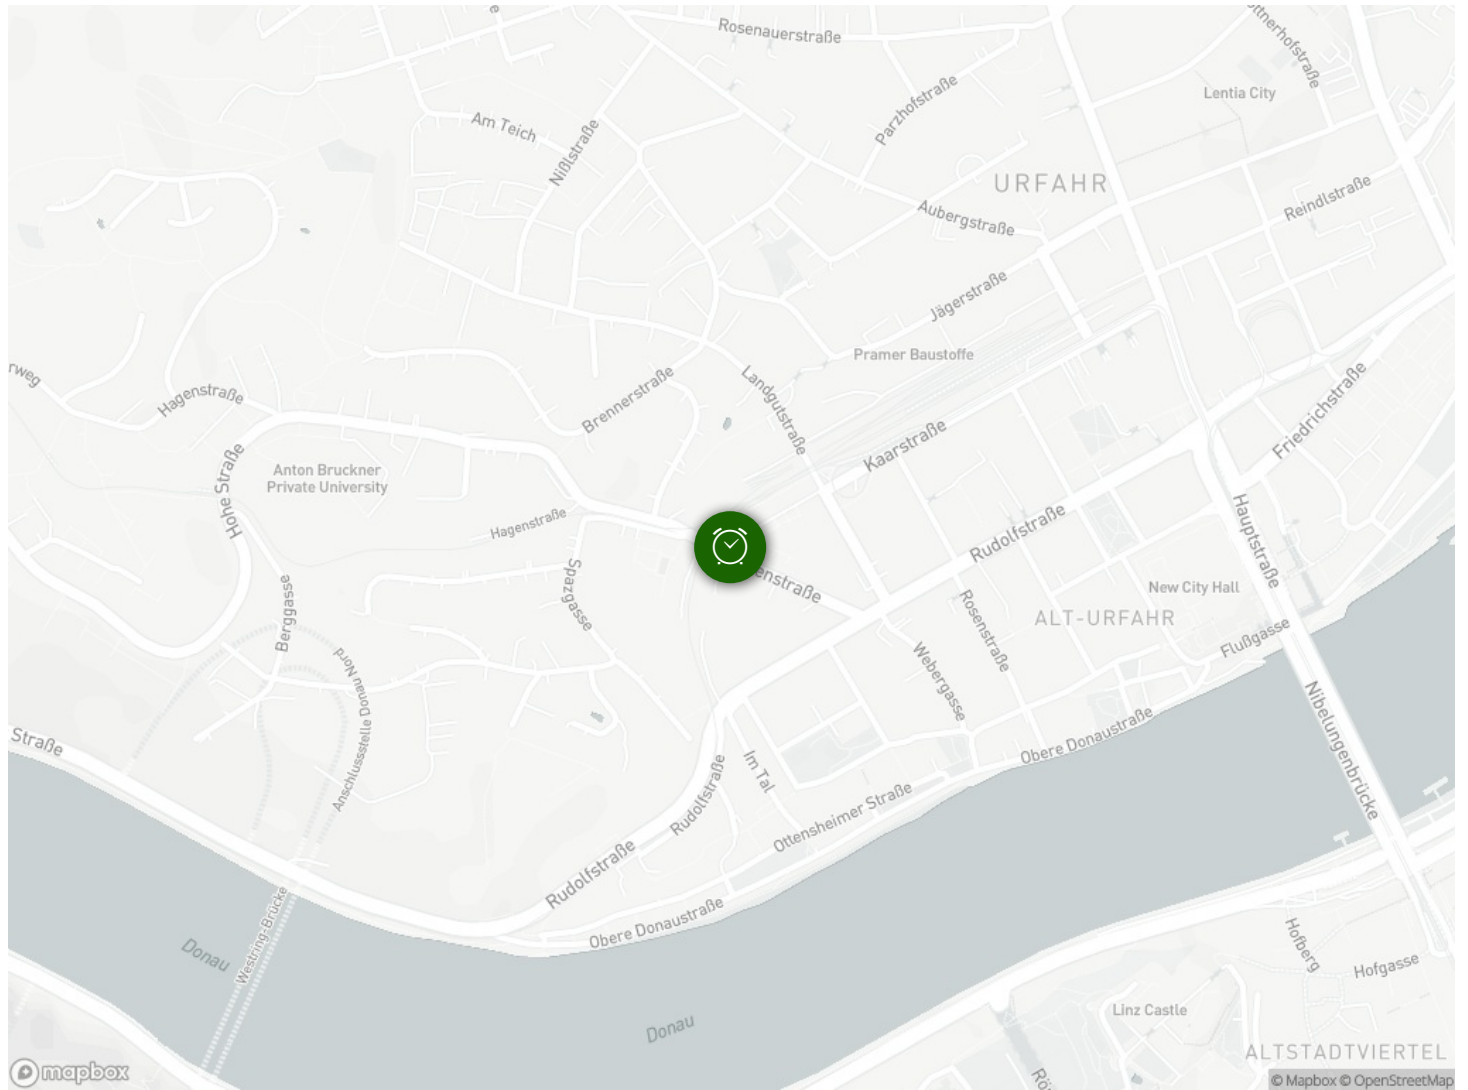 Rosenauerstraße
Lentia City
Parzhofstraße
Am Teich
Nißlstraße
URFAHR
Reindlstraße
Aubergstraße
Jägerstraße
Pramer Baustoffe
Landgutstraße
Brennerstraße
Hagenstraße
Friedrichstraße
Kaarstraße
Hohe Straße
Anton Bruckner
Private University
Hagenstraße
Rudolfstraße
Hauptstraße
Spazgasse
New City Hall
Rosenstraße
ALT-URFAHR
Berggasse
Flußgasse
Webergasse
Anschlussstelle Donau Nord
Straße
Nibelungenbrücke
Obere Donaustraße
Im Tal
Rudolfstraße
Ottensheimer Straße
Rudolfstraße
Obere Donaustraße
Westring-Brücke
Donau
Hofberg
Hofgasse
Linz Castle
Donau
ALTSTADTVIERTEL
mapbox
© Mapbox © OpenStreetMap